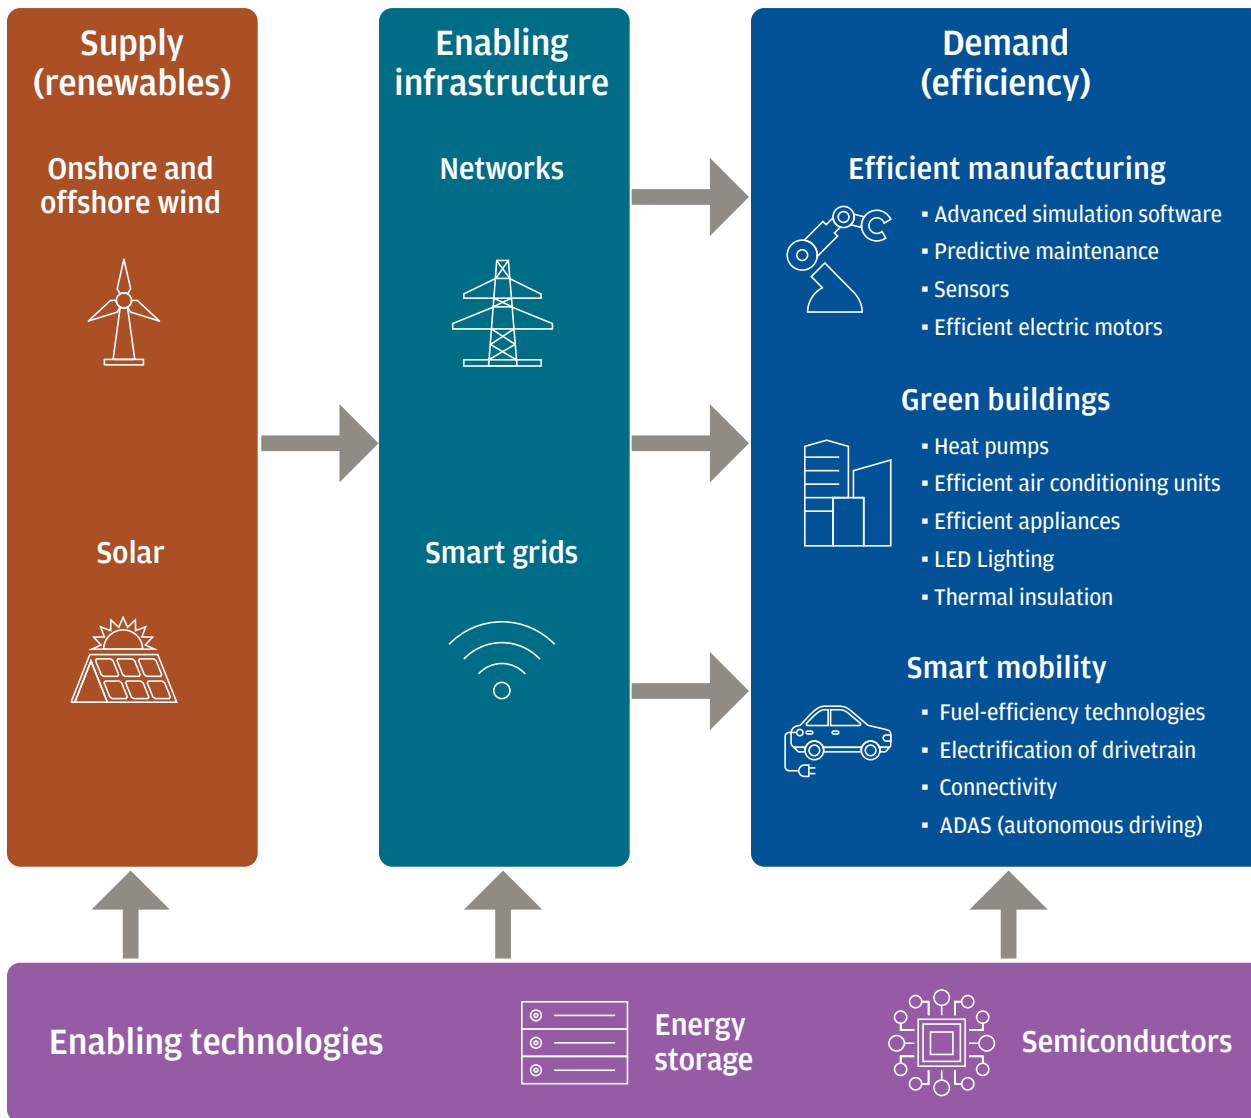 Supply
(renewables)
Onshore and
offshore wind
Solar
Enabling
infrastructure
Networks
Smart grids
Demand
(efficiency)
Efficient manufacturing
▪ Advanced simulation software
▪ Predictive maintenance
▪ Sensors
▪ Efficient electric motors
Green buildings
▪ Heat pumps
▪ Efficient air conditioning units
▪ Efficient appliances
▪ LED Lighting
▪ Thermal insulation
Smart mobility
▪ Fuel-efficiency technologies
▪ Electrification of drivetrain
▪ Connectivity
▪ ADAS (autonomous driving)
Enabling technologies
Energy
storage
Semiconductors